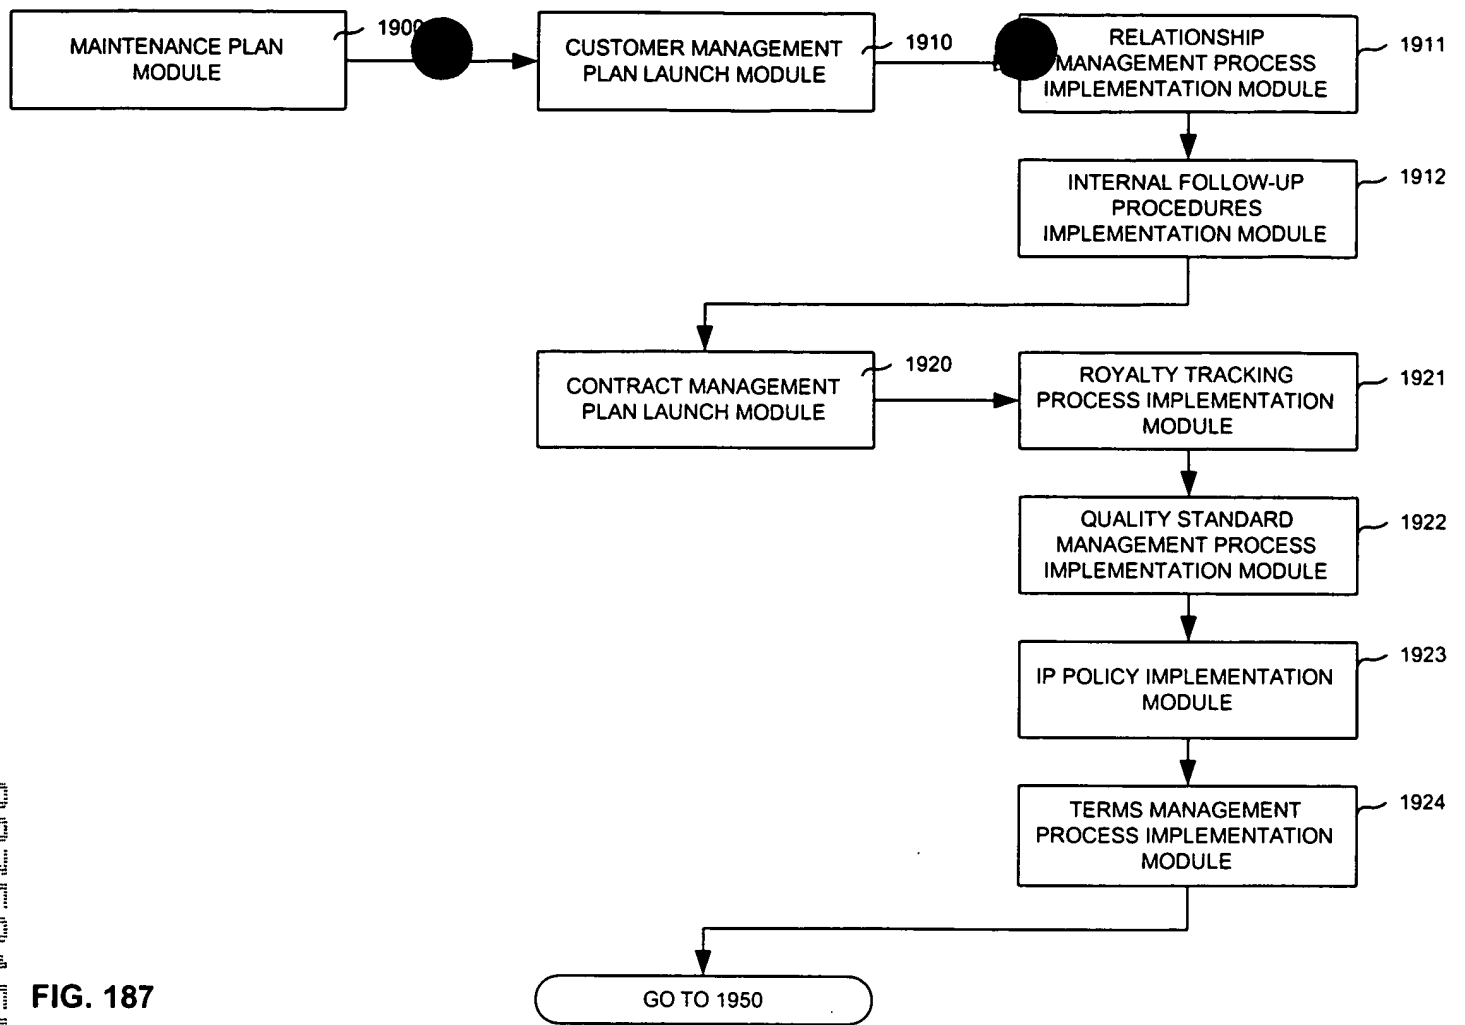 MAINTENANCE PLAN
MODULE
1900
CUSTOMER MANAGEMENT
PLAN LAUNCH MODULE
1910
RELATIONSHIP
MANAGEMENT PROCESS
IMPLEMENTATION MODULE
1911
INTERNAL FOLLOW-UP
PROCEDURES
IMPLEMENTATION MODULE
1912
CONTRACT MANAGEMENT
PLAN LAUNCH MODULE
1920
ROYALTY TRACKING
PROCESS IMPLEMENTATION
MODULE
1921
QUALITY STANDARD
MANAGEMENT PROCESS
IMPLEMENTATION MODULE
1922
IP POLICY IMPLEMENTATION
MODULE
1923
TERMS MANAGEMENT
PROCESS IMPLEMENTATION
MODULE
1924
GO TO 1950
FIG. 187